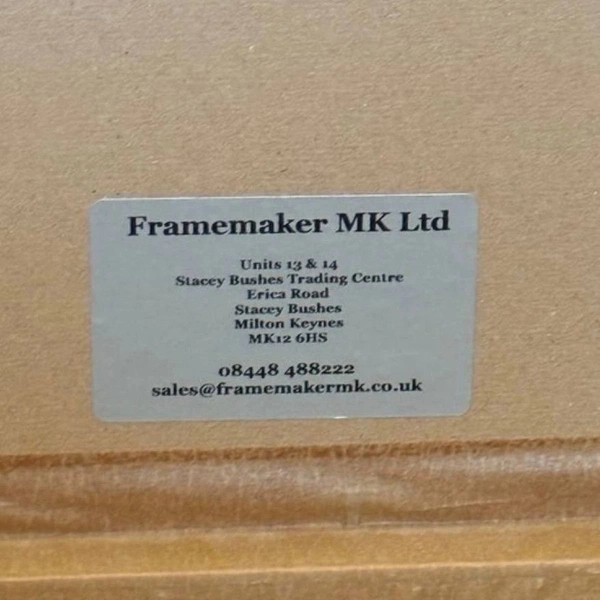 Framemaker MK Ltd
Units 13 & 14
Stacey Bushes Trading Centre
Erica Road
Stacey Bushes
Milton Keynes
MK12 6HS
08448 488222
sales@framemakermk.co.uk